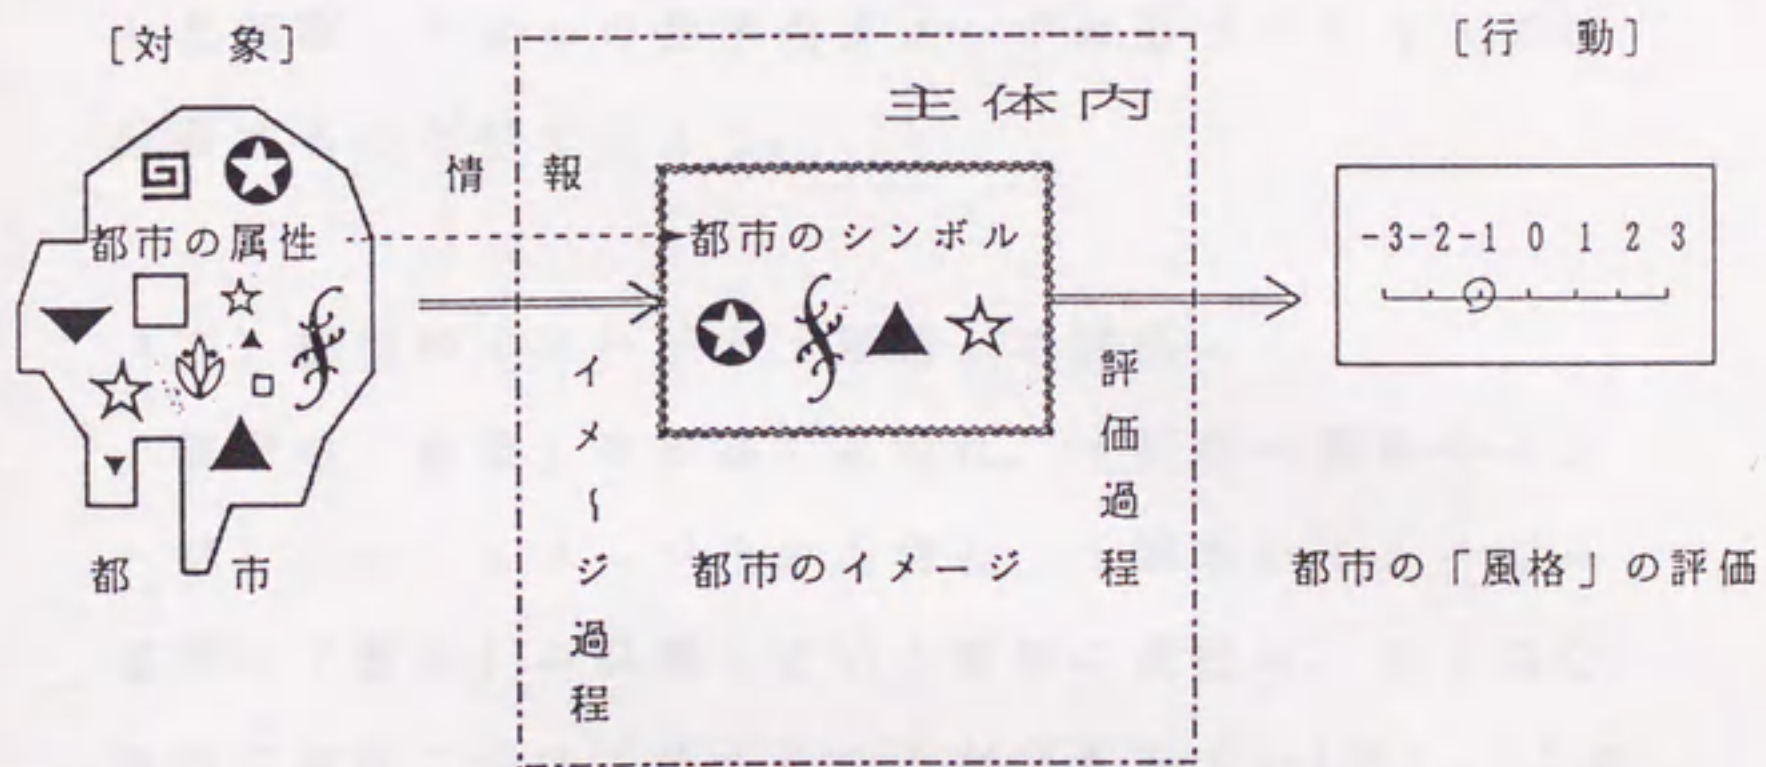 [対 象]
[行 動]
主体内
情 報
都市の属性
都市のシンボル
-3-2-1 0 1 2 3
イメージ過程
評価過程
都 市
都市のイメージ
都市の「風格」の評価